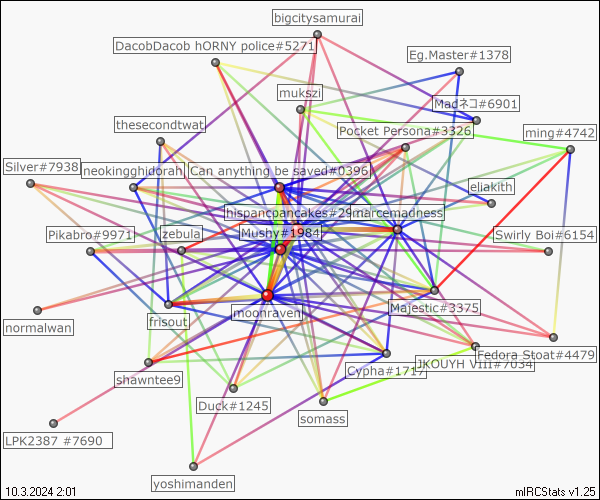 bigcitysamurai
DacobDacob hORNY police#5271
Eg.Master#1378
mukszi
Madネコ#6901
thesecondtwat
Pocket Persona#3326
ming#4742
Silver#7938
neokingghidorah
Can anything be saved#0396
eliakith
hispancpancakes#29
marcemadness
Pikabro#9971
zebula
Mushy#1984
Swirly Boi#6154
normalwan
frisout
moonraven
Majestic#3375
Fedora Stoat#4479
shawntee9
Cypha#1717
JKOUYH VIII#7034
Duck#1245
somass
LPK2387 #7690
yoshimanden
10.3.2024 2:01
mIRCStats v1.25